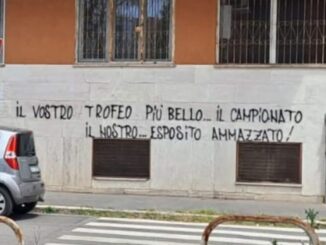 IL VOSTRO TROFEO PIÙ BELLO... IL CAMPIONATO
IL NOSTRO... ESPOSITO AMMAZZATO!